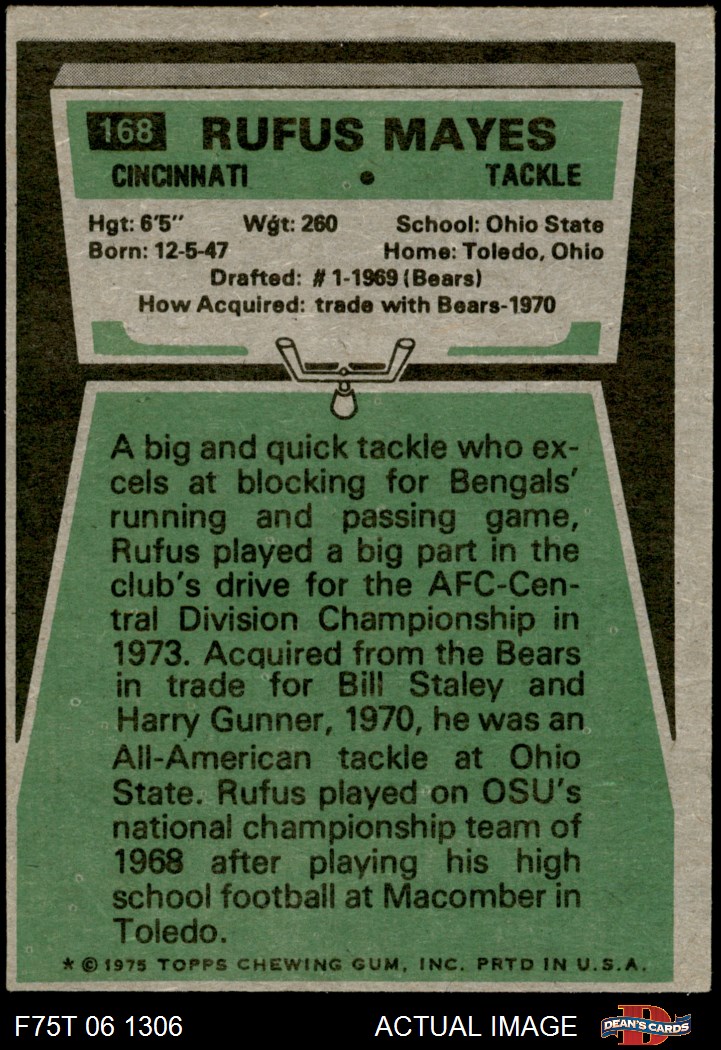 168 RUFUS MAYES
CINCINNATI • TACKLE
Hgt: 6'5" Wgt: 260 School: Ohio State
Born: 12-5-47 Home: Toledo, Ohio
Drafted: #1-1969 (Bears)
How Acquired: trade with Bears-1970
A big and quick tackle who ex-
cels at blocking for Bengals'
running and passing game,
Rufus played a big part in the
club's drive for the AFC-Cen-
tral Division Championship in
1973. Acquired from the Bears
in trade for Bill Staley and
Harry Gunner, 1970, he was an
All-American tackle at Ohio
State. Rufus played on OSU's
national championship team of
1968 after playing his high
school football at Macomber in
Toledo.
* © 1975 TOPPS CHEWING GUM, INC. PRTD IN U.S.A.
F75T 06 1306 ACTUAL IMAGE D DEAN'S CARDS